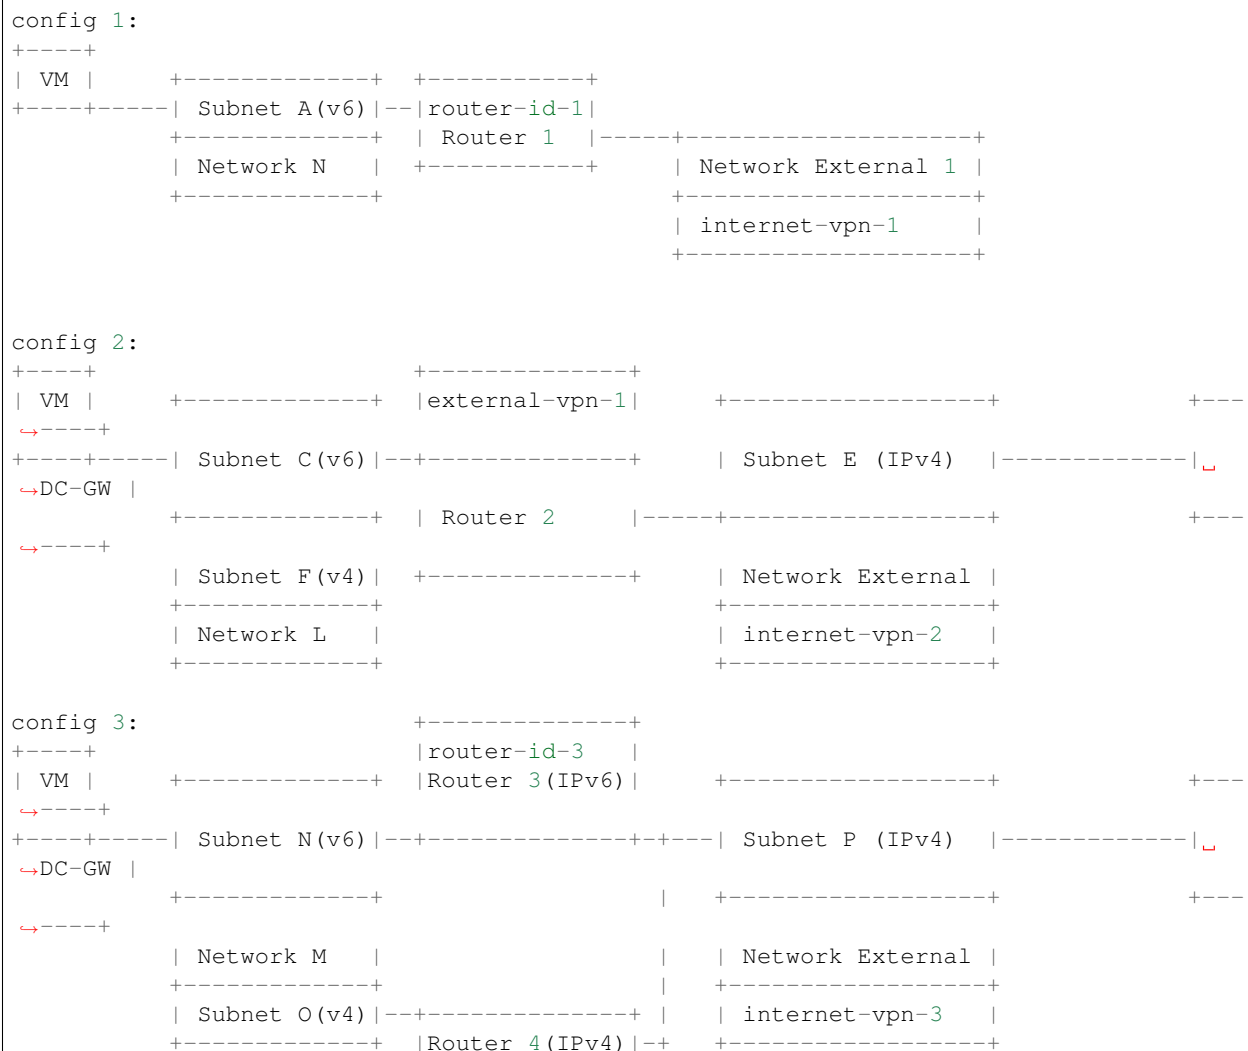 config 1:
+----+
| VM |     +-------------+  +-----------+
+----+-----| Subnet A(v6)|--|router-id-1|
           +-------------+  | Router 1  |-----+--------------------+
           | Network N   |  +-----------+     | Network External 1 |
           +-------------+                    +--------------------+
                                              | internet-vpn-1     |
                                              +--------------------+
config 2:
+----+                      +--------------+
| VM |     +-------------+  |external-vpn-1|     +------------------+             +---
↪----+
+----+-----| Subnet C(v6)|--+--------------+     | Subnet E (IPv4)  |-------------|␣
↪DC-GW |
           +-------------+  | Router 2     |-----+------------------+             +---
↪----+
           | Subnet F(v4)|  +--------------+     | Network External |
           +-------------+                       +------------------+
           | Network L   |                       | internet-vpn-2   |
           +-------------+                       +------------------+
config 3:                   +--------------+
+----+                      |router-id-3   |
| VM |     +-------------+  |Router 3(IPv6)|     +------------------+             +---
↪----+
+----+-----| Subnet N(v6)|--+--------------+-+---| Subnet P (IPv4)  |-------------|␣
↪DC-GW |
           +-------------+                   |   +------------------+             +---
↪----+
           | Network M   |                   |   | Network External |
           +-------------+                   |   +------------------+
           | Subnet O(v4)|--+--------------+ |   | internet-vpn-3   |
           +-------------+  |Router 4(IPv4)|-+   +------------------+